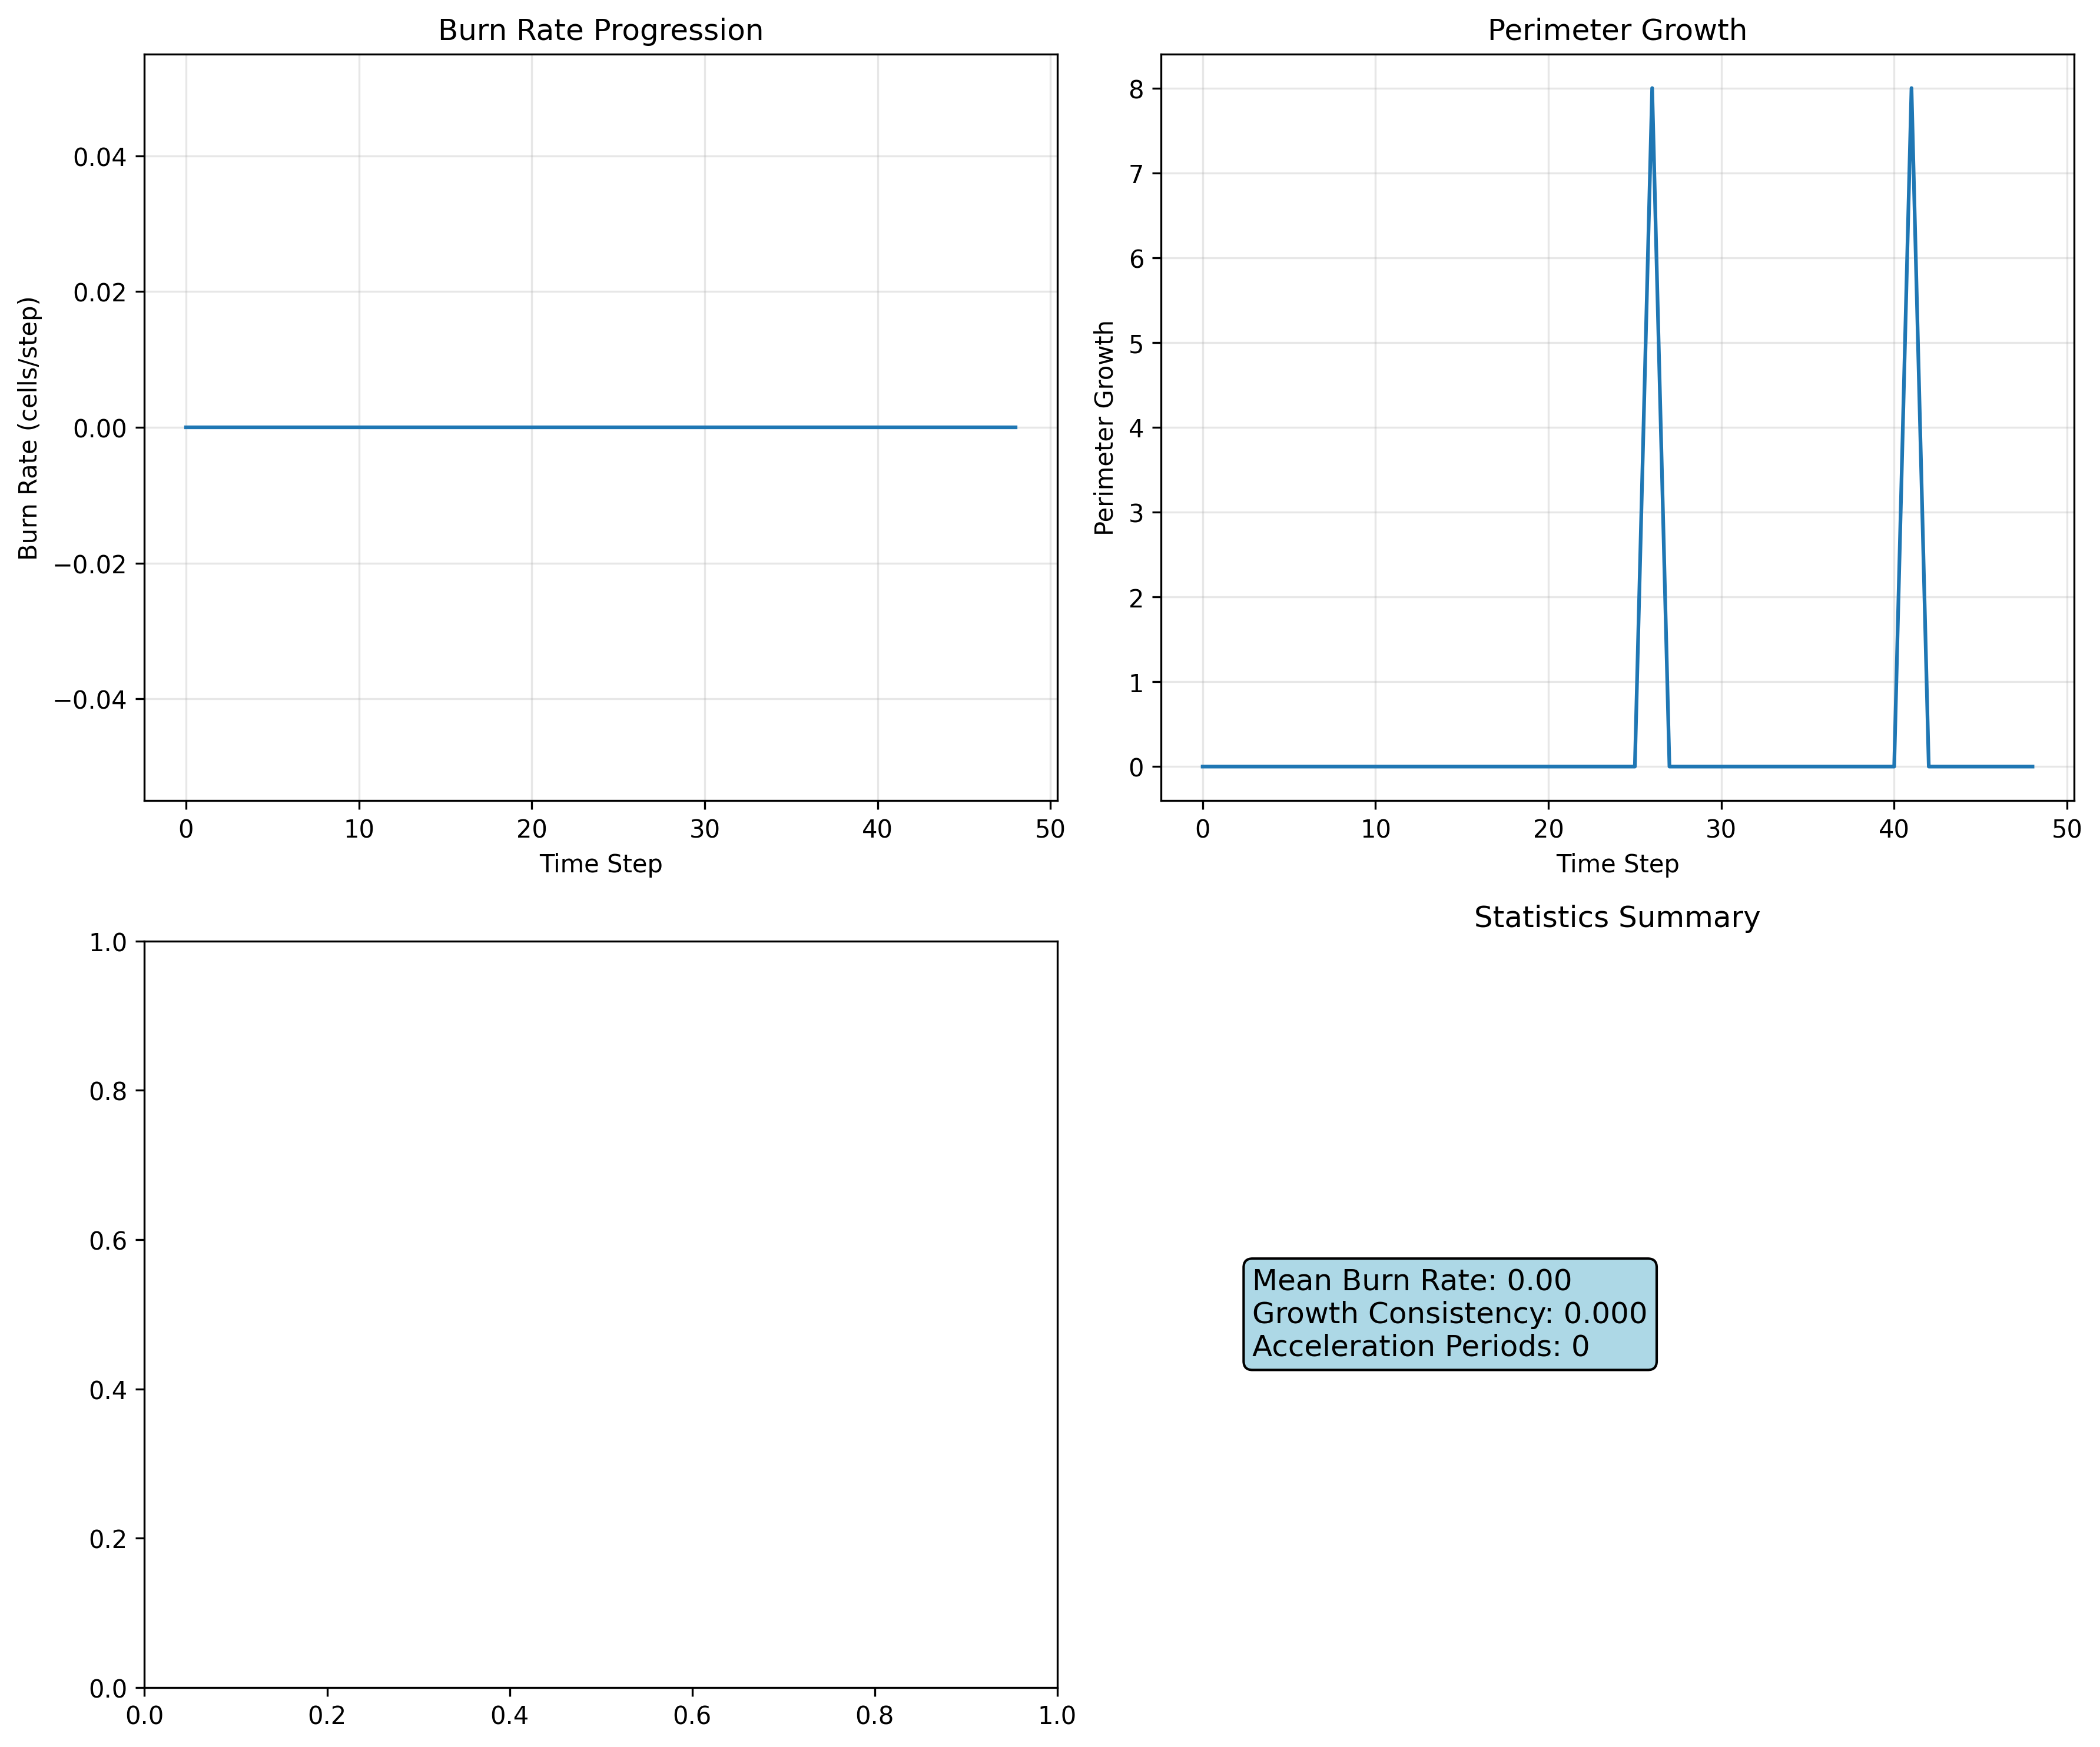 Burn Rate Progression
Burn Rate (cells/step)
0.04
0.02
0.00
−0.02
−0.04
0 10 20 30 40 50
Time Step
Perimeter Growth
Perimeter Growth
8
7
6
5
4
3
2
1
0
0 10 20 30 40 50
Time Step
1.0
0.8
0.6
0.4
0.2
0.0
0.0 0.2 0.4 0.6 0.8 1.0
Statistics Summary
Mean Burn Rate: 0.00
Growth Consistency: 0.000
Acceleration Periods: 0